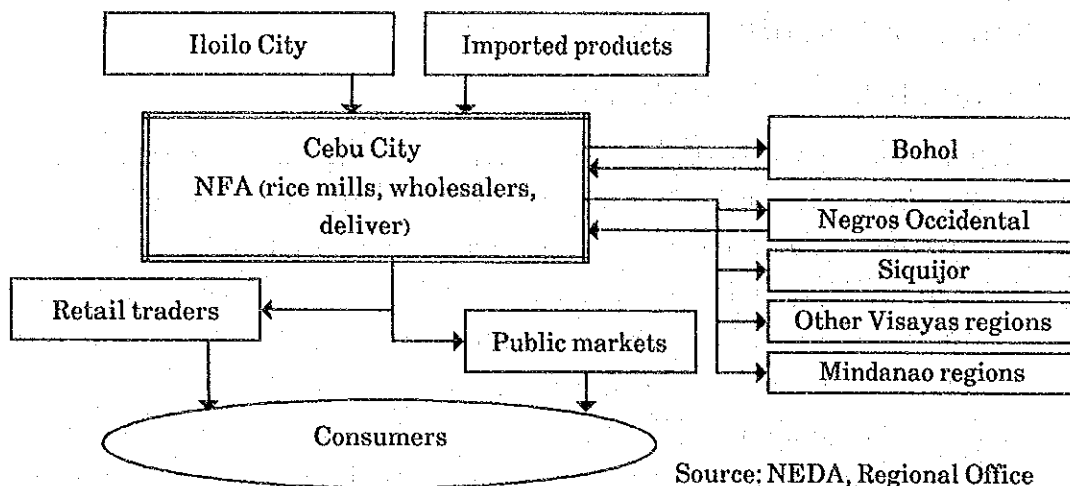 Iloilo City
Imported products
Cebu City
NFA (rice mills, wholesalers,
deliver)
Bohol
Negros Occidental
Siquijor
Other Visayas regions
Mindanao regions
Retail traders
Public markets
Consumers
Source: NEDA, Regional Office